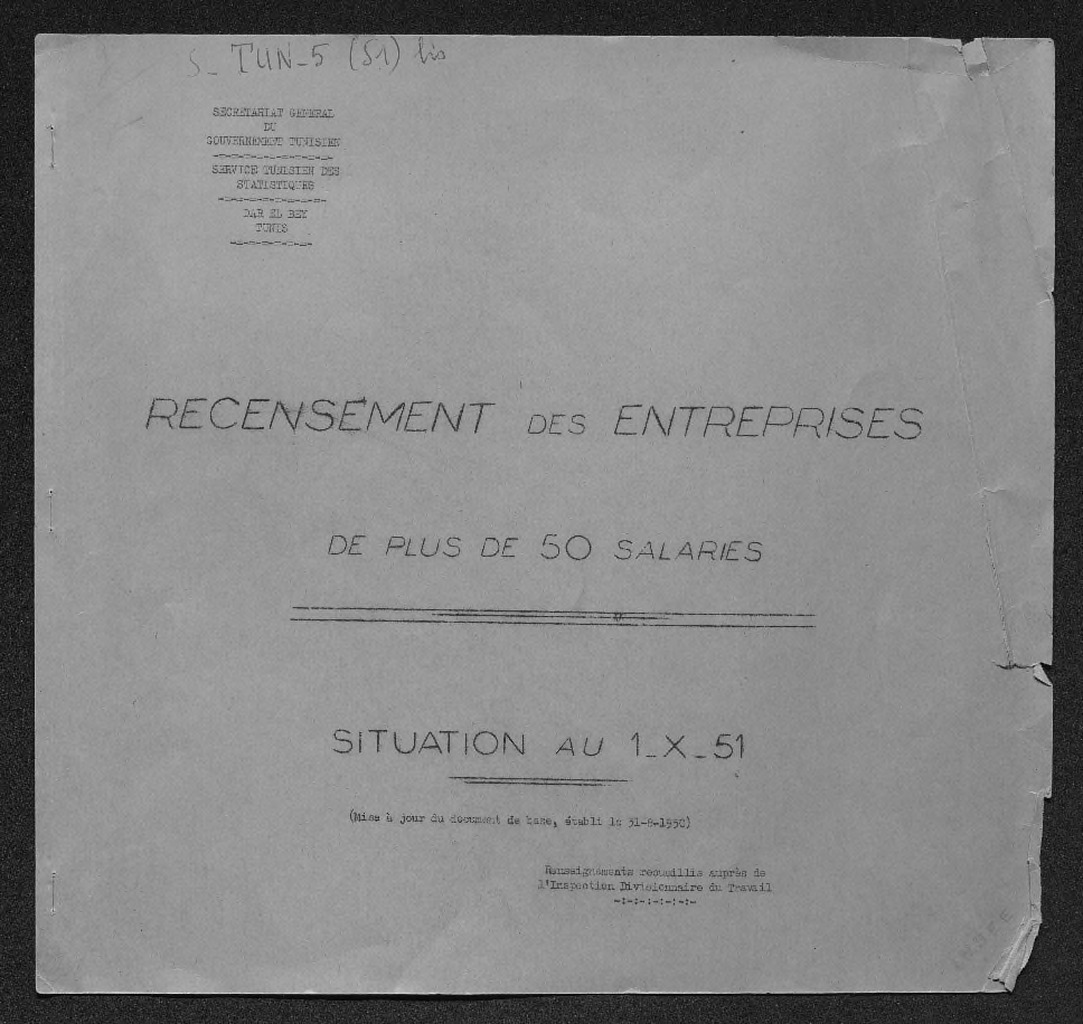 S_ TUN_5 (51) bis
SECRETARIAT GENERAL
DU
GOUVERNEMENT TUNISIEN
SERVICE TUNISIEN DES
STATISTIQUES
DAR EL BEY
TUNIS
RECENSEMENT DES ENTREPRISES
DE PLUS DE 50 SALARIES
SITUATION AU 1_X_51
(Mise à jour du document de base, établi le 31-8-1950)
Renseignements recueillis auprès de
l'Inspection Divisionnaire du Travail
-:-:-:-:-:-:-